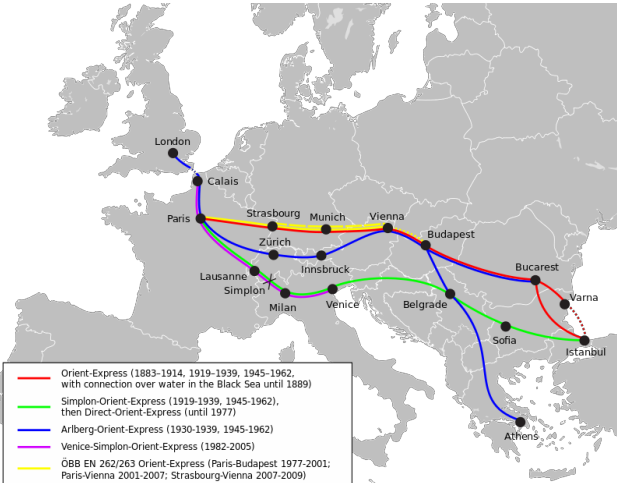 London
Calais
Paris
Strasbourg
Munich
Vienna
Budapest
Zürich
Innsbruck
Lausanne
Simplon
Milan
Venice
Belgrade
Bucarest
Varna
Sofia
Istanbul
Athens
Orient-Express (1883–1914, 1919–1939, 1945–1962,
with connection over water in the Black Sea until 1889)
Simplon-Orient-Express (1919-1939, 1945-1962),
then Direct-Orient-Express (until 1977)
Arlberg-Orient-Express (1930-1939, 1945-1962)
Venice-Simplon-Orient-Express (1982-2005)
ÖBB EN 262/263 Orient-Express (Paris-Budapest 1977-2001;
Paris-Vienna 2001-2007; Strasbourg-Vienna 2007-2009)